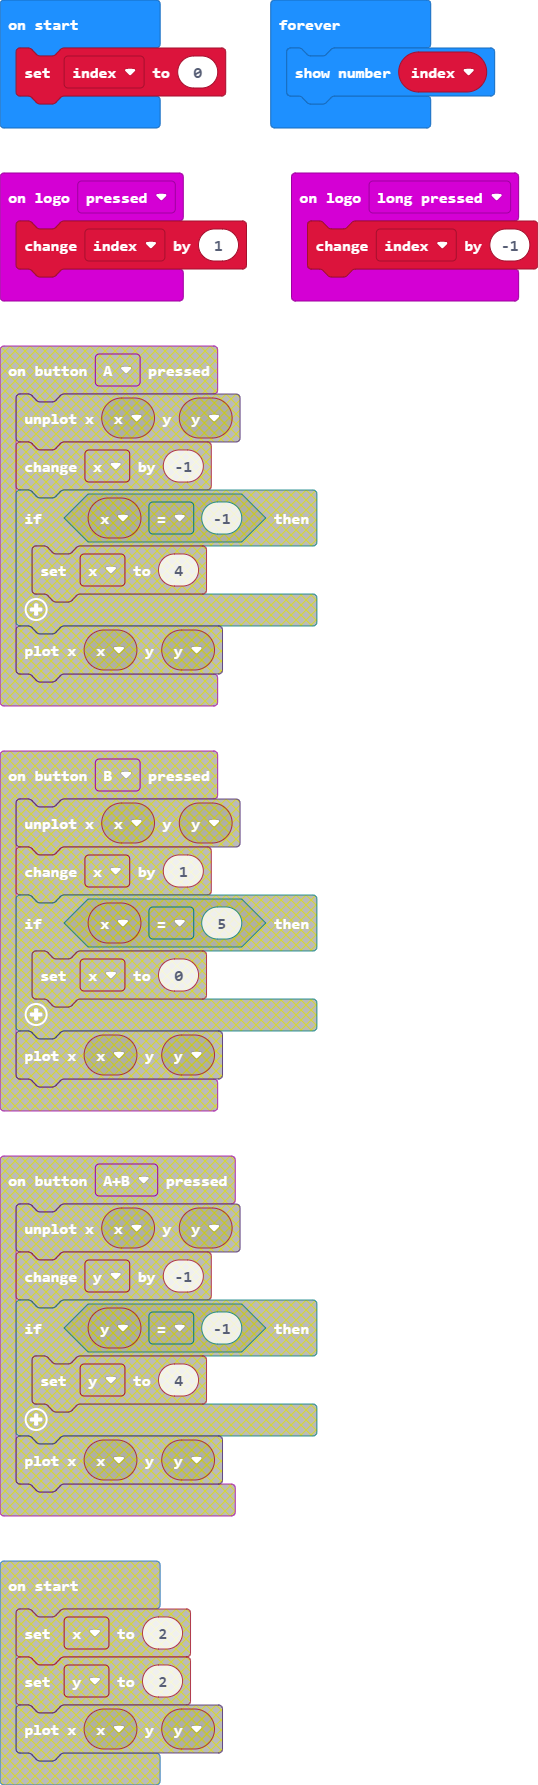 on start
set index to 0
forever
show number index
on logo pressed
change index by 1
on logo long pressed
change index by -1
on button A pressed
unplot x x y y
change x by -1
if x = -1 then
set x to 4
plot x x y y
on button B pressed
unplot x x y y
change x by 1
if x = 5 then
set x to 0
plot x x y y
on button A+B pressed
unplot x x y y
change y by -1
if y = -1 then
set y to 4
plot x x y y
on start
set x to 2
set y to 2
plot x x y y